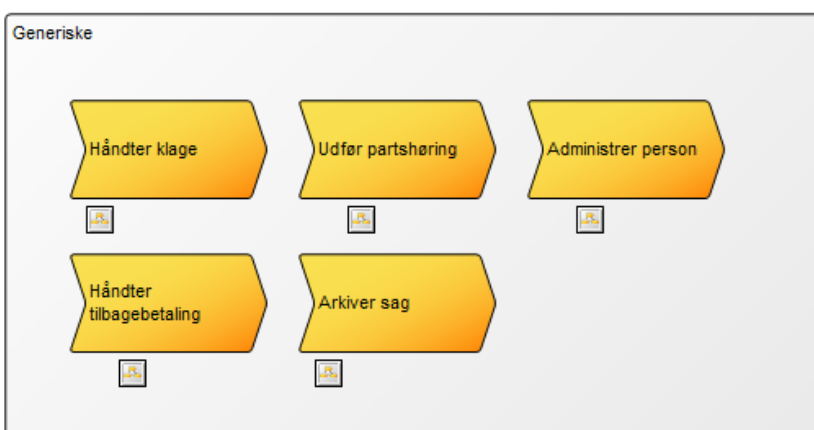 Generiske
Håndter klage
Udfør partshøring
Administrer person
Håndter
tilbagebetaling
Arkiver sag